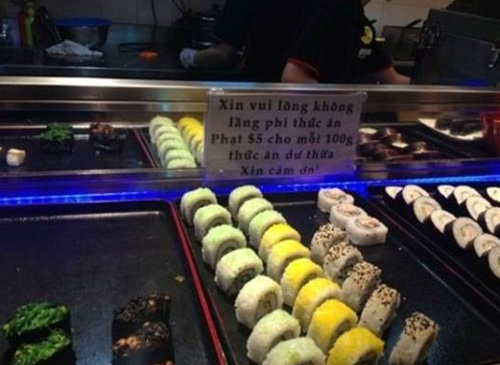 Xin vui lòng không
lãng phí thức ăn
Phạt $5 cho mỗi 100g
thức ăn dư thừa
Xin cám ơn!